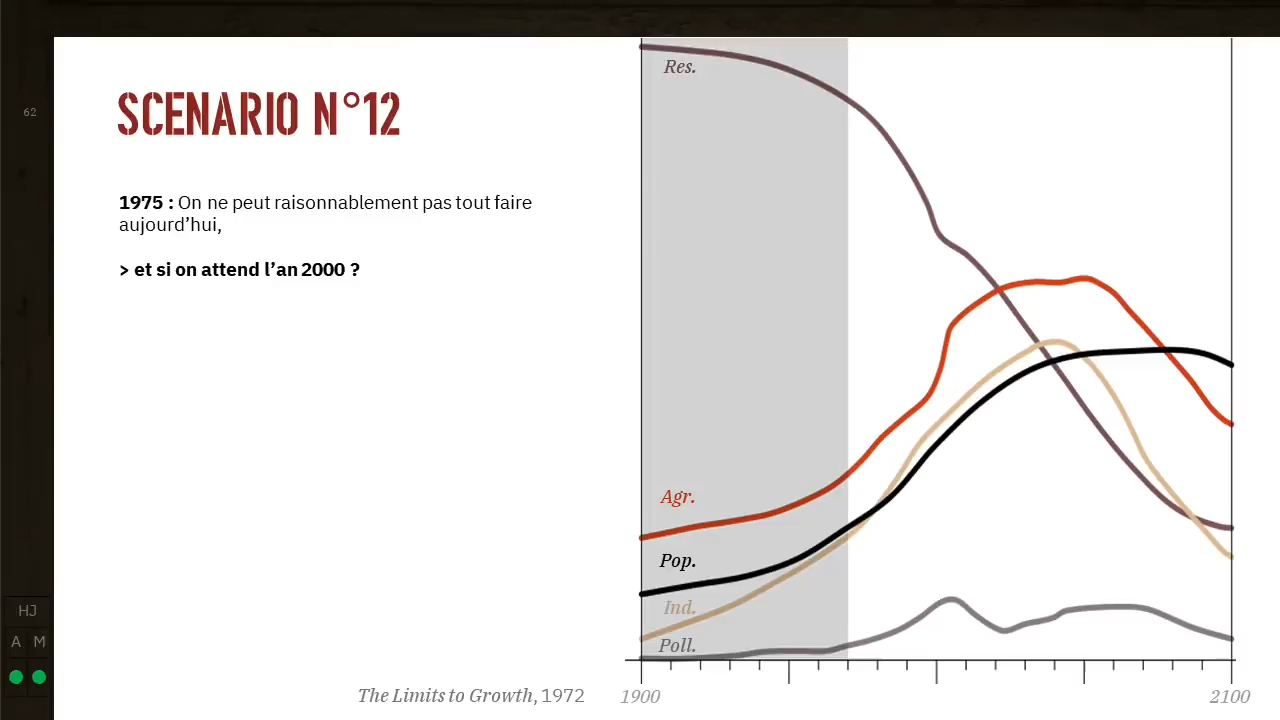 62
SCENARIO N°12
1975 : On ne peut raisonnablement pas tout faire
aujourd’hui,
> et si on attend l’an 2000 ?
Res.
Agr.
Pop.
Ind.
Poll.
HJ
A M
The Limits to Growth, 1972
1900
2100